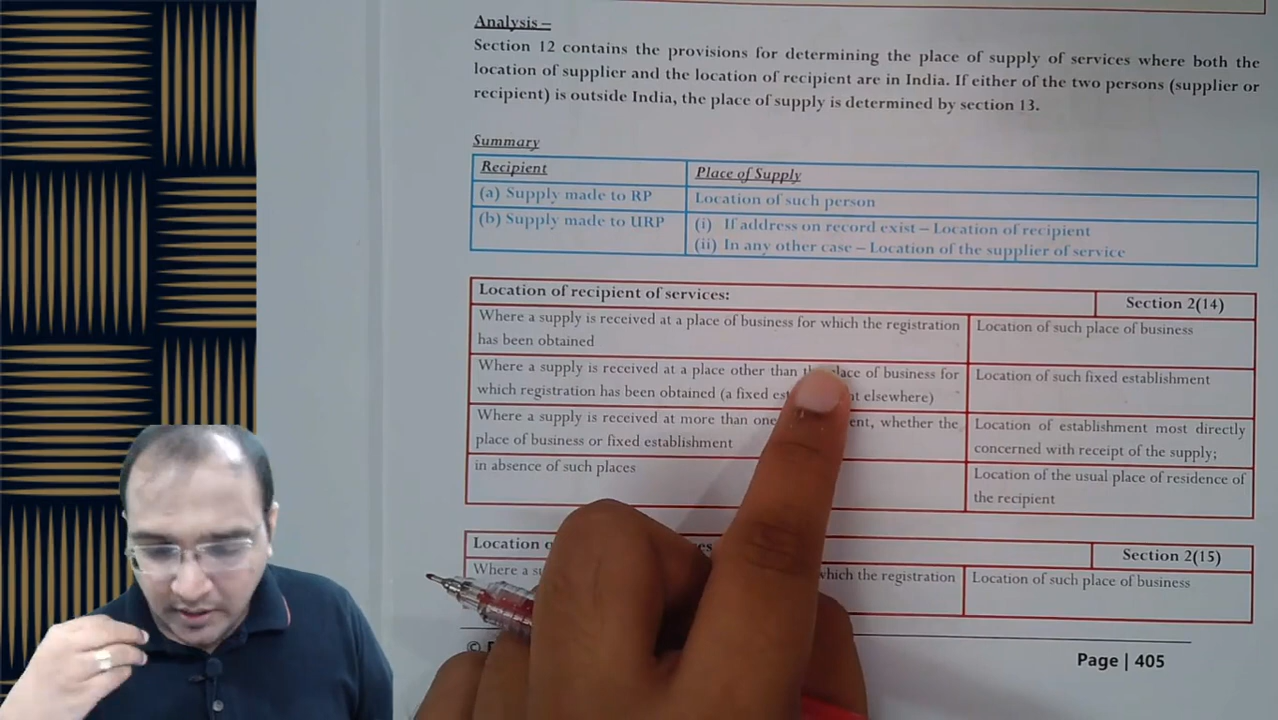 Analysis –
Section 12 contains the provisions for determining the place of supply of services where both the
location of supplier and the location of recipient are in India. If either of the two persons (supplier or
recipient) is outside India, the place of supply is determined by section 13.
Summary
Recipient Place of Supply
(a) Supply made to RP Location of such person
(b) Supply made to URP (i) If address on record exist – Location of recipient
(ii) In any other case – Location of the supplier of service
Location of recipient of services: Section 2(14)
Where a supply is received at a place of business for which the registration Location of such place of business
has been obtained
Where a supply is received at a place other than place of business for Location of such fixed establishment
which registration has been obtained (a fixed elsewhere)
Where a supply is received at more than one whether the Location of establishment most directly
place of business or fixed establishment concerned with receipt of the supply;
in absence of such places Location of the usual place of residence of
the recipient
Location Section 2(15)
Where a which the registration Location of such place of business
©
Page | 405